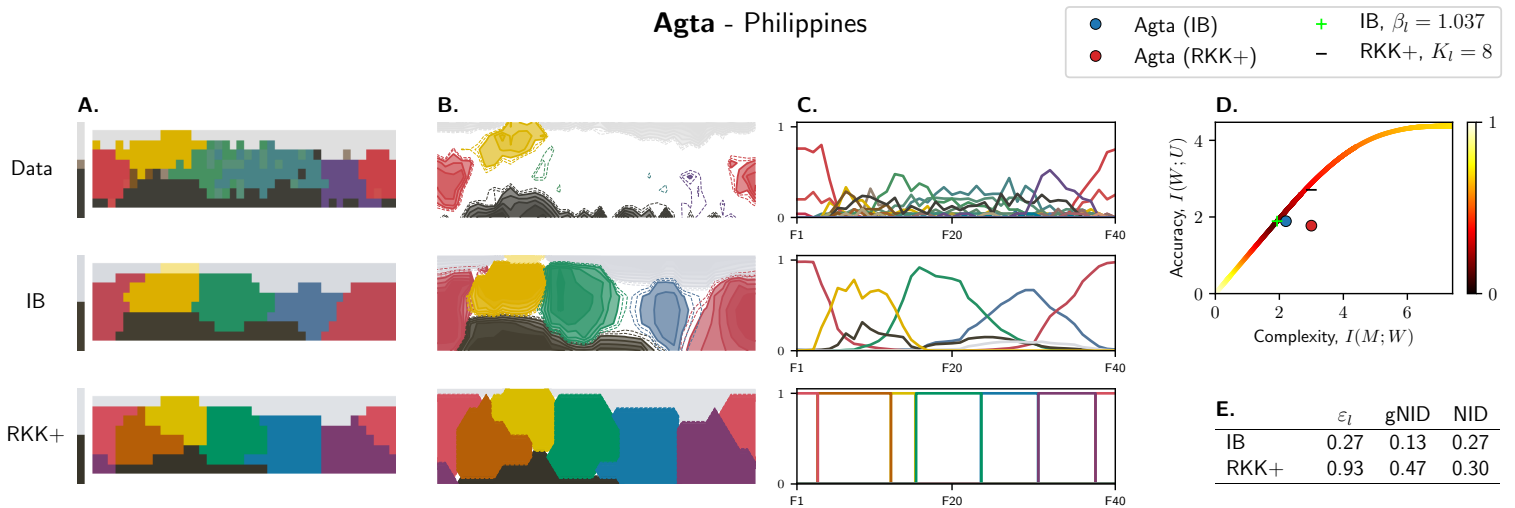 Agta - Philippines
Agta (IB)
Agta (RKK+)
IB, β_l = 1.037
RKK+, K_l = 8
A.
B.
C.
D.
Data
IB
RKK+
1
0
F1
F20
F40
1
0
F1
F20
F40
1
0
F1
F20
F40
Accuracy, I(W;U)
4
2
0
0
2
4
6
Complexity, I(M;W)
1
0
E.
ε_l gNID NID
IB 0.27 0.13 0.27
RKK+ 0.93 0.47 0.30